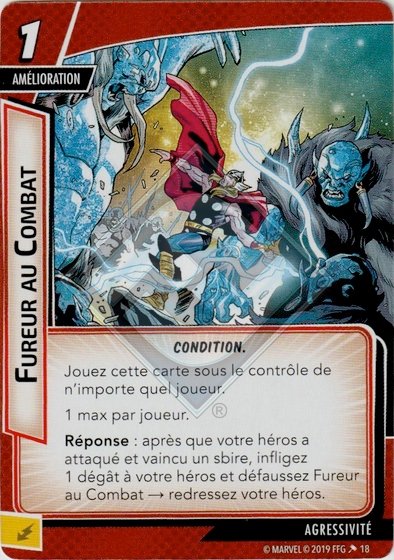 1
AMÉLIORATION
FUREUR AU COMBAT
CONDITION.
Jouez cette carte sous le contrôle de
n'importe quel joueur.
1 max par joueur.
®
Réponse : après que votre héros a
attaqué et vaincu un sbire, infligez
1 dégât à votre héros et défaussez Fureur
au Combat → redressez votre héros.
AGRESSIVITÉ
© MARVEL © 2019 FFG 18